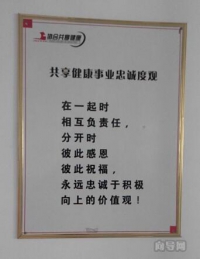 共享健康事业忠诚度观
在一起时
相互负责任，
分开时
彼此感恩
彼此祝福，
永远忠诚于积极
向上的价值观！